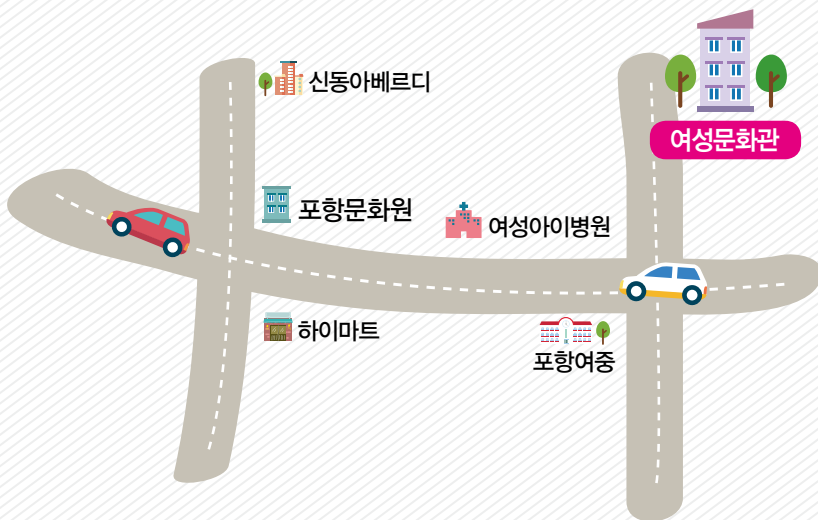 신동아베르디
여성문화관
포항문화원
여성아이병원
하이마트
포항여중